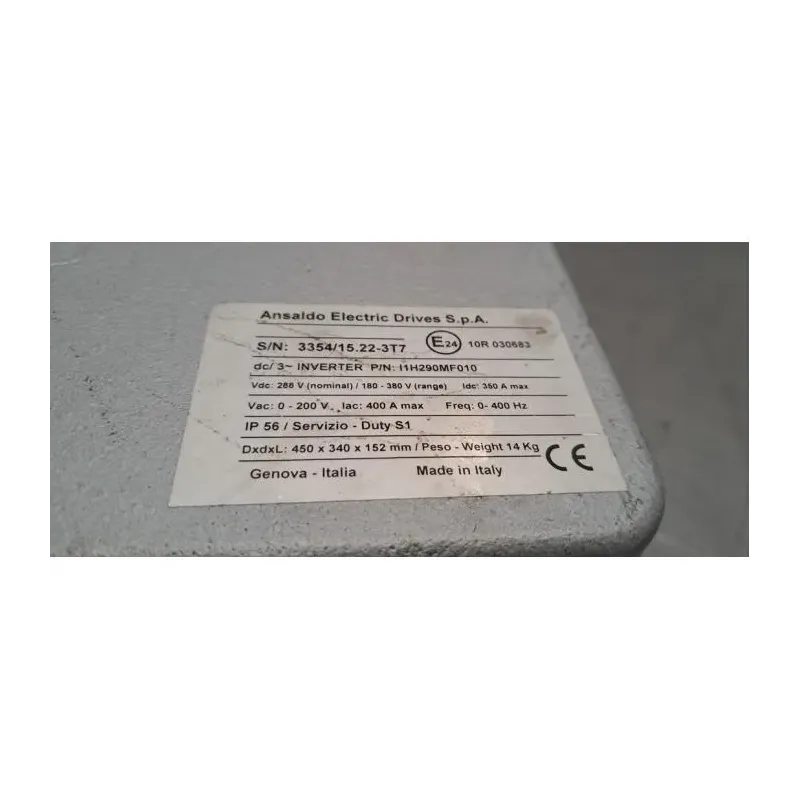 Ansaldo Electric Drives S.p.A.
S/N: 3354/15.22-3T7 E24 10R 030683
dc/ 3~ INVERTER P/N: I1H290MF010
Vdc: 288 V (nominal) / 180 - 380 V (range) Idc: 350 A max
Vac: 0 - 200 V Iac: 400 A max Freq: 0- 400 Hz
IP 56 / Servizio - Duty S1
DxdxL: 450 x 340 x 152 mm / Peso - Weight 14 Kg CE
Genova - Italia Made in Italy